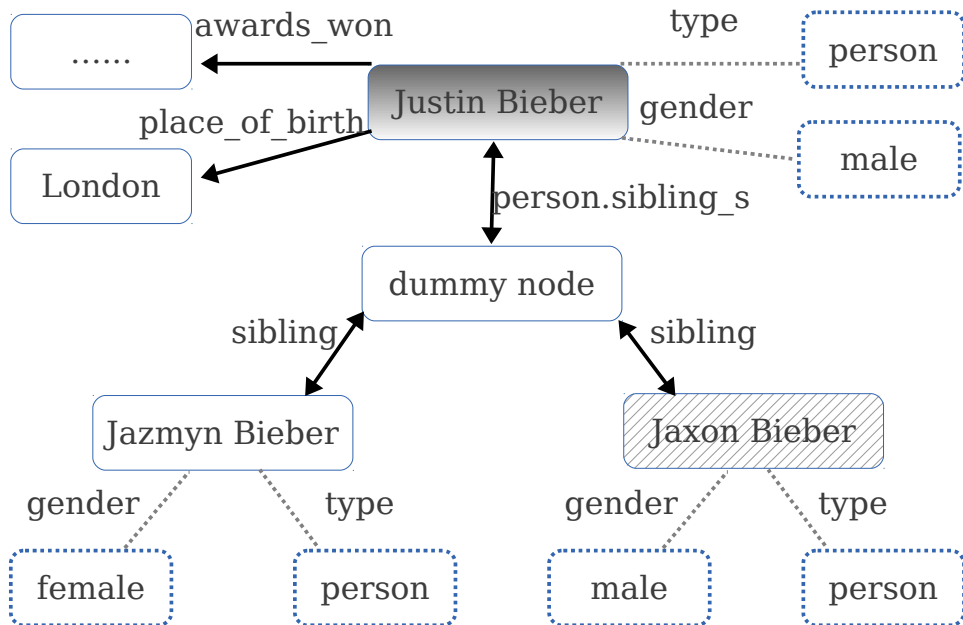 awards_won
type
......
person
Justin Bieber
gender
place_of_birth
male
London
person.sibling_s
dummy node
sibling
sibling
Jazmyn Bieber
Jaxon Bieber
gender
type
gender
type
female
person
male
person